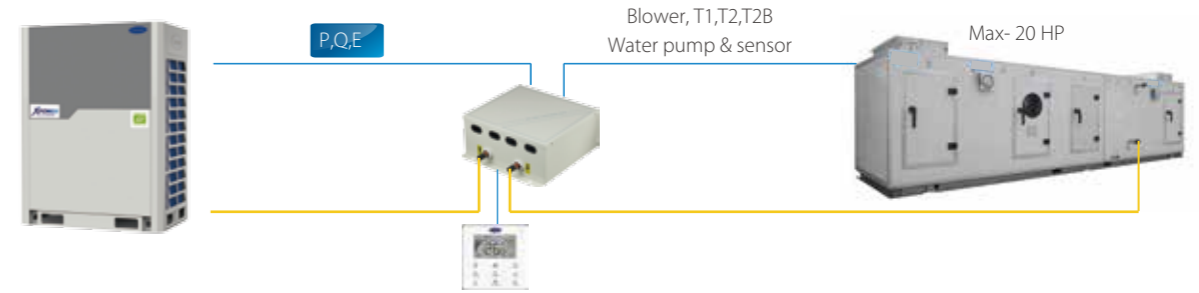 P,Q,E
Blower, T1,T2,T2B
Water pump & sensor
Max- 20 HP